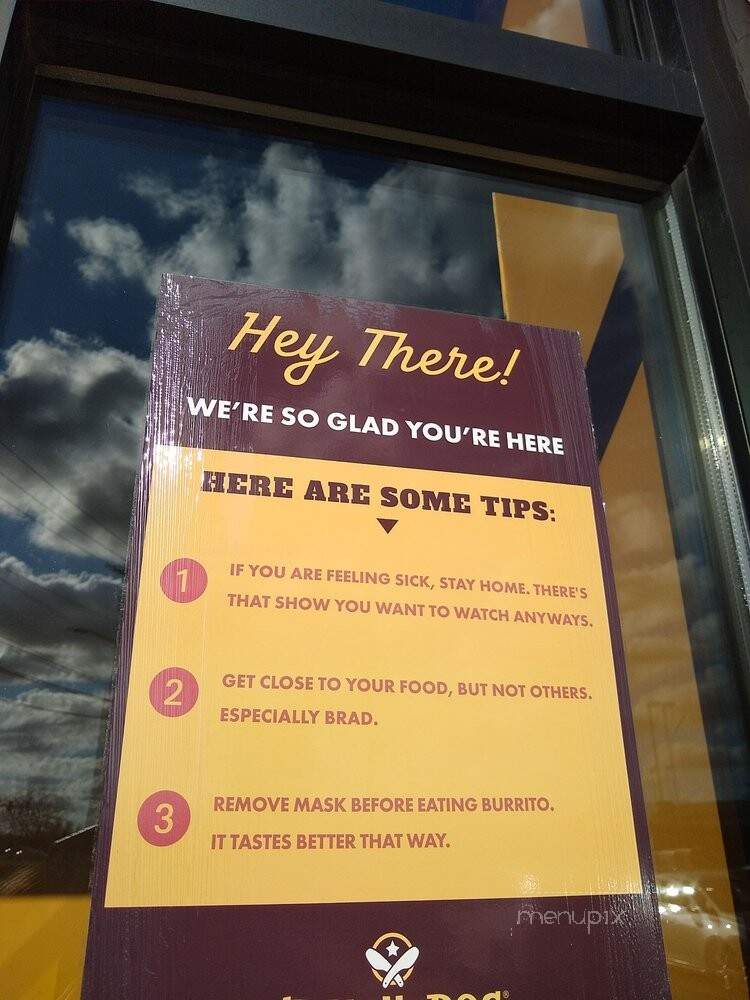 Hey There!
WE'RE SO GLAD YOU'RE HERE
HERE ARE SOME TIPS:
1 IF YOU ARE FEELING SICK, STAY HOME. THERE'S
THAT SHOW YOU WANT TO WATCH ANYWAYS.
2 GET CLOSE TO YOUR FOOD, BUT NOT OTHERS.
ESPECIALLY BRAD.
3 REMOVE MASK BEFORE EATING BURRITO.
IT TASTES BETTER THAT WAY.
menupix